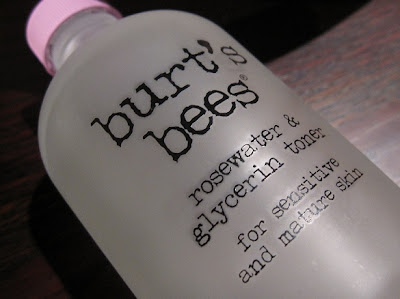 burt's
bees®
rosewater &
glycerin toner
for sensitive
and mature skin